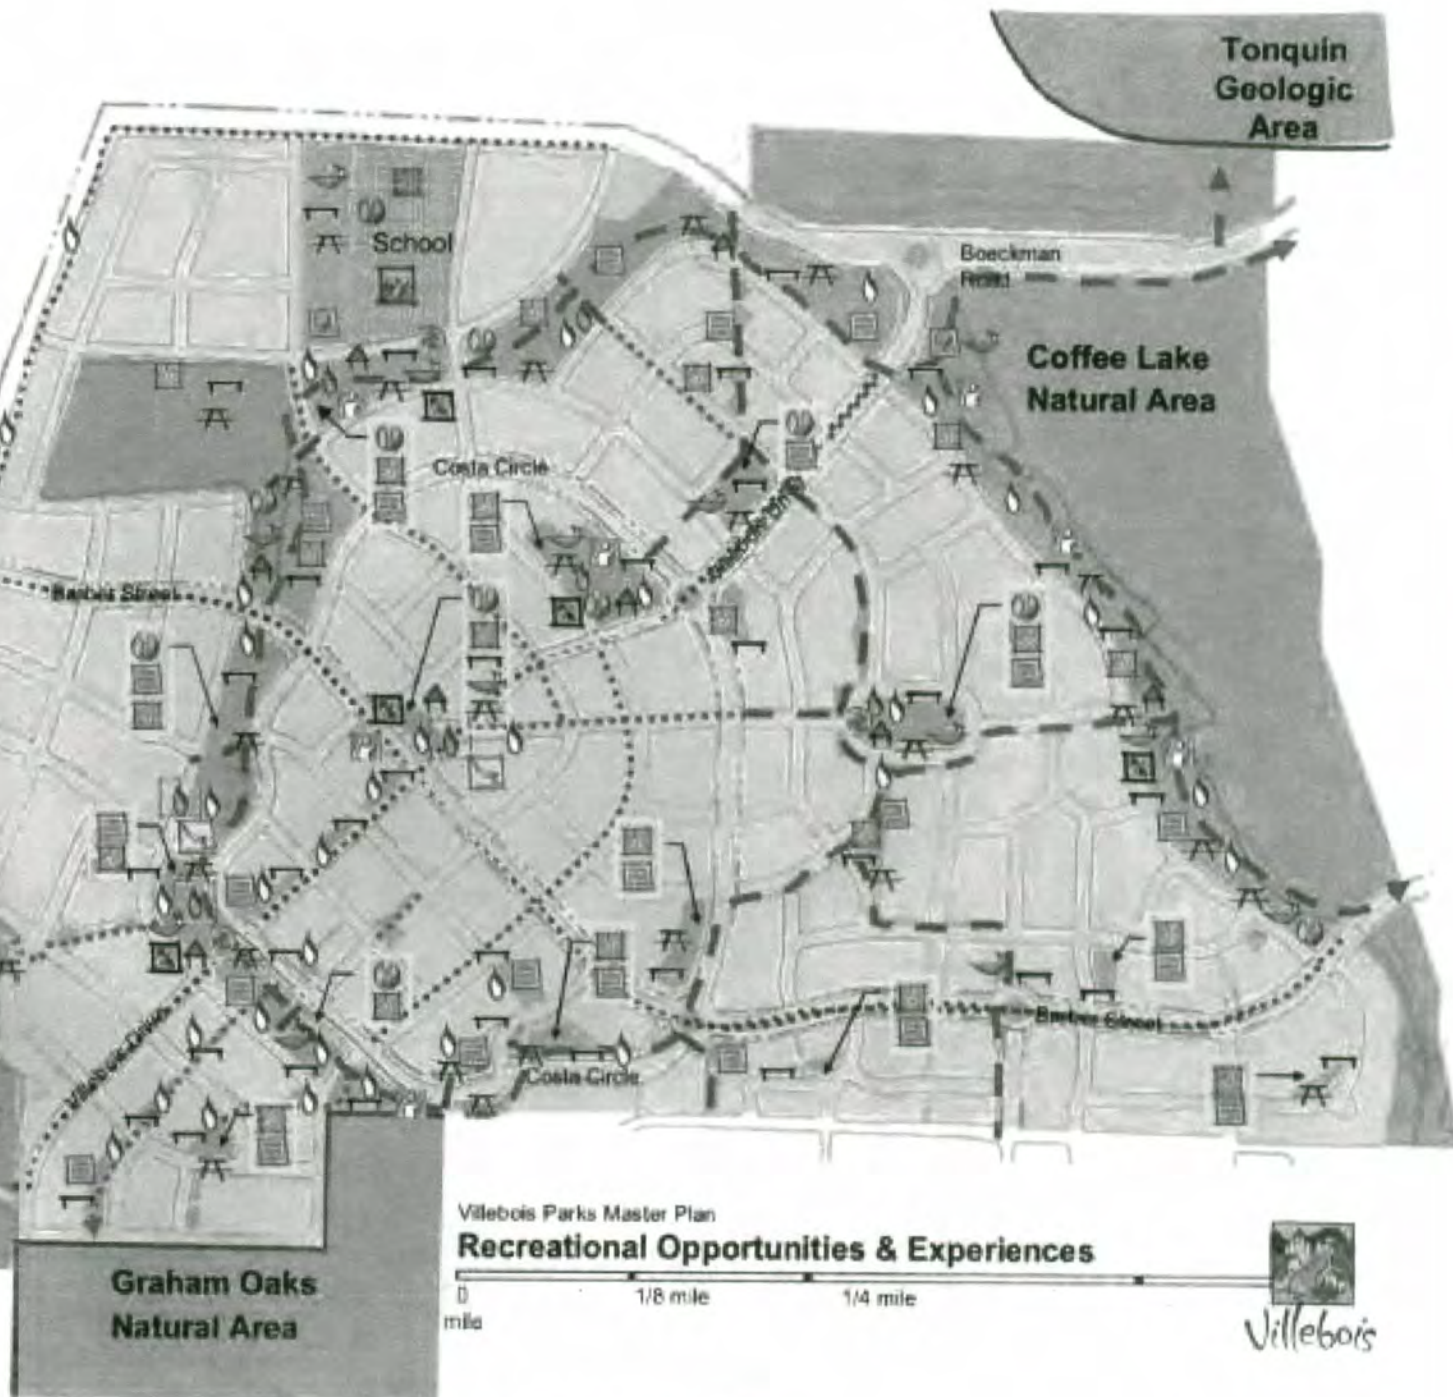 Tonquin
Geologic
Area
School
Boeckman
Road
Coffee Lake
Natural Area
Costa Circle
Barber Street
Villebois Drive
Barber Street
Costa Circle
Villebois Parks Master Plan
Recreational Opportunities & Experiences
0
1/8 mile
1/4 mile
mile
Graham Oaks
Natural Area
Villebois